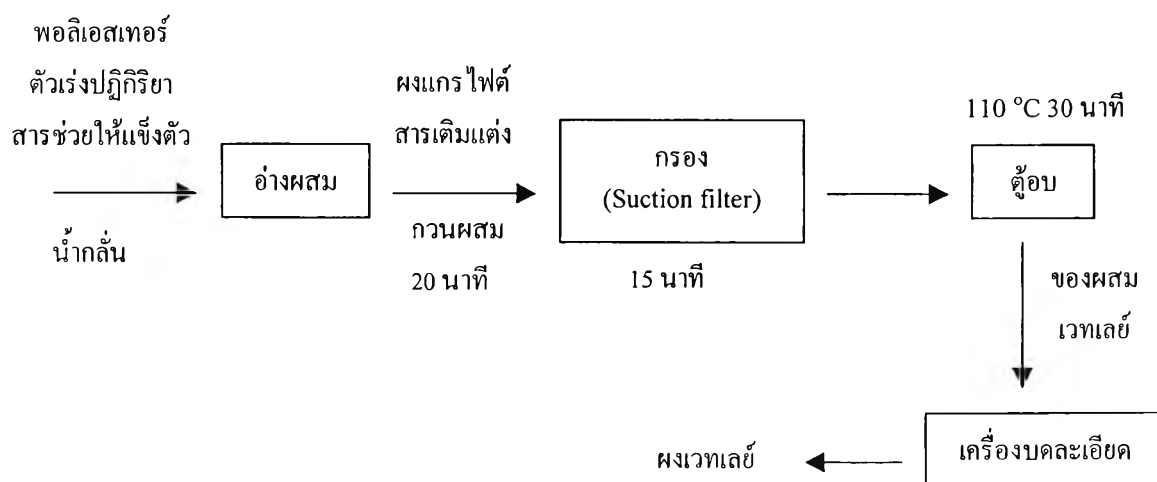 พอลิเอสเทอร์
ตัวเร่งปฏิกิริยา
สารช่วยให้แข็งตัว
น้ำกลั่น
อ่างผสม
ผงแกรไฟต์
สารเติมแต่ง
กวนผสม
20 นาที
กรอง
(Suction filter)
15 นาที
110 °C 30 นาที
ตู้อบ
ของผสม
เวทเลย์
เครื่องบดละเอียด
ผงเวทเลย์